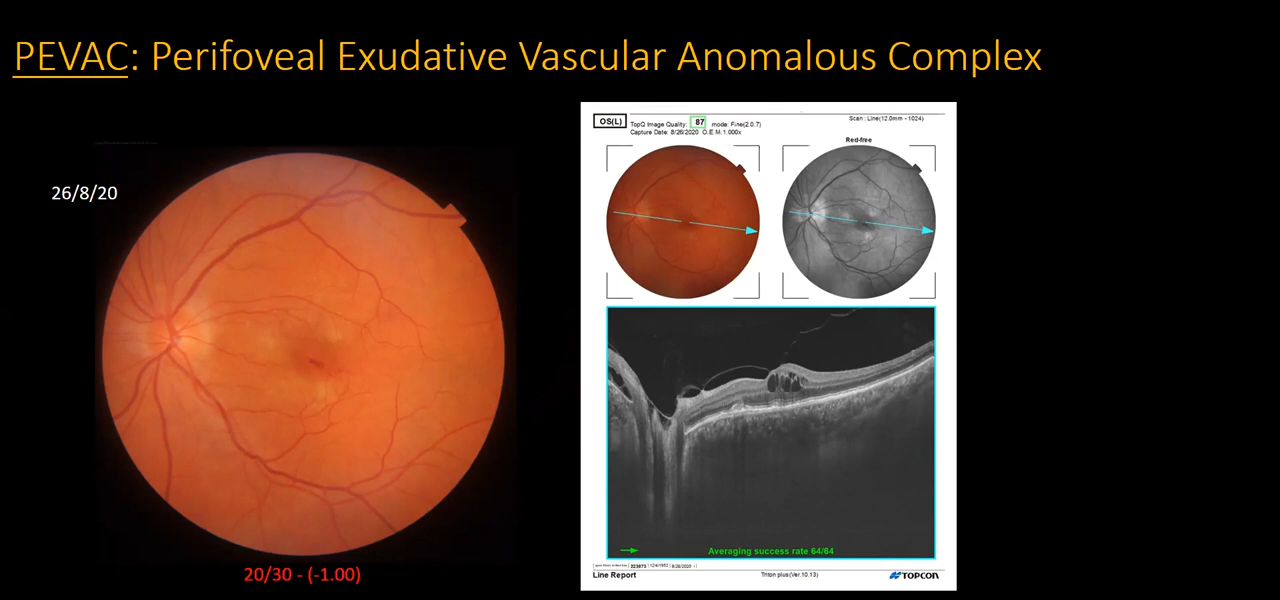 PEVAC: Perifoveal Exudative Vascular Anomalous Complex
26/8/20
20/30 - (-1.00)
OS(L)
TopQ Image Quality: 87 mode: Fine(2.0.7)
Capture Date: 8/26/2020 O.E.M:1.000x
Scan : Line(12.0mm - 1024)
Red-free
Averaging success rate 64/64
Line Report
Triton plus(Ver.10.13)
TOPCON